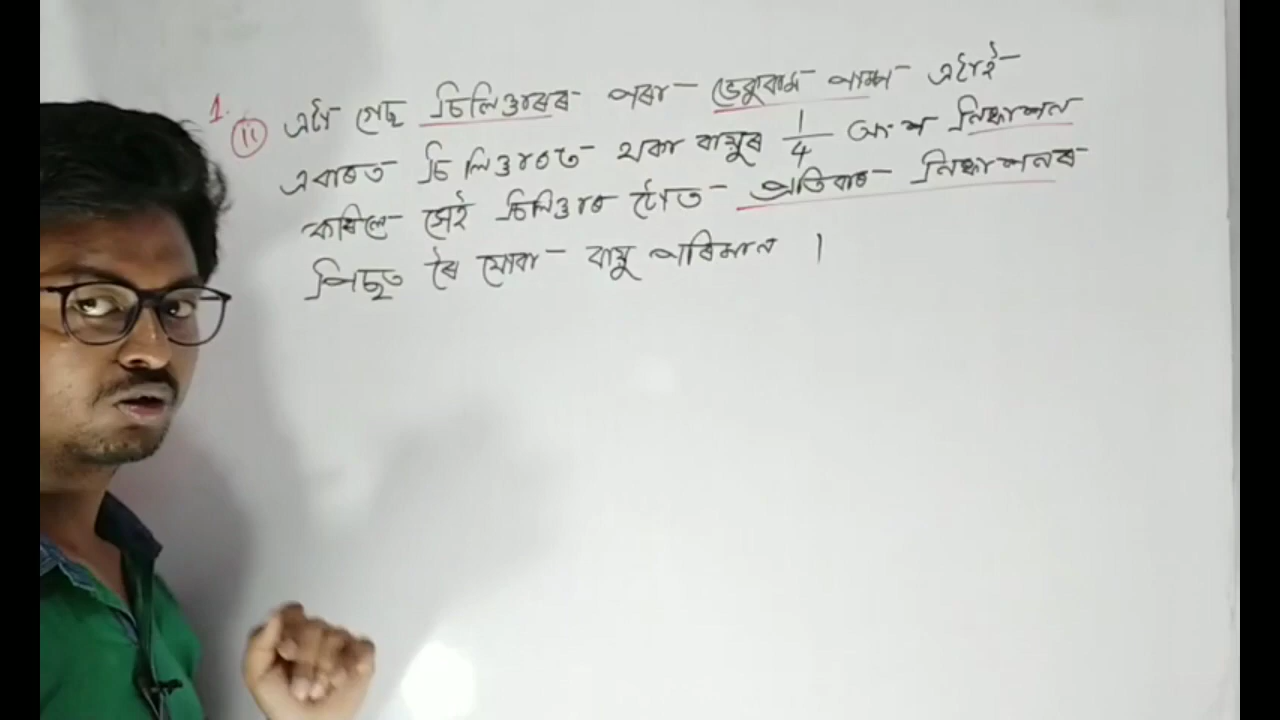 1.
(ii) এটা গেছ চিলিণ্ডাৰৰ পৰা ভেকুৱাম পাম্প এটাই
এবাৰত চিলিণ্ডাৰত থকা বায়ুৰ 1/4 অংশ নিষ্কাশন
কৰিলে সেই চিলিণ্ডাৰ টোত প্ৰতিবাৰ নিষ্কাশনৰ
পিছত ৰৈ যোৱা বায়ু পৰিমান ।